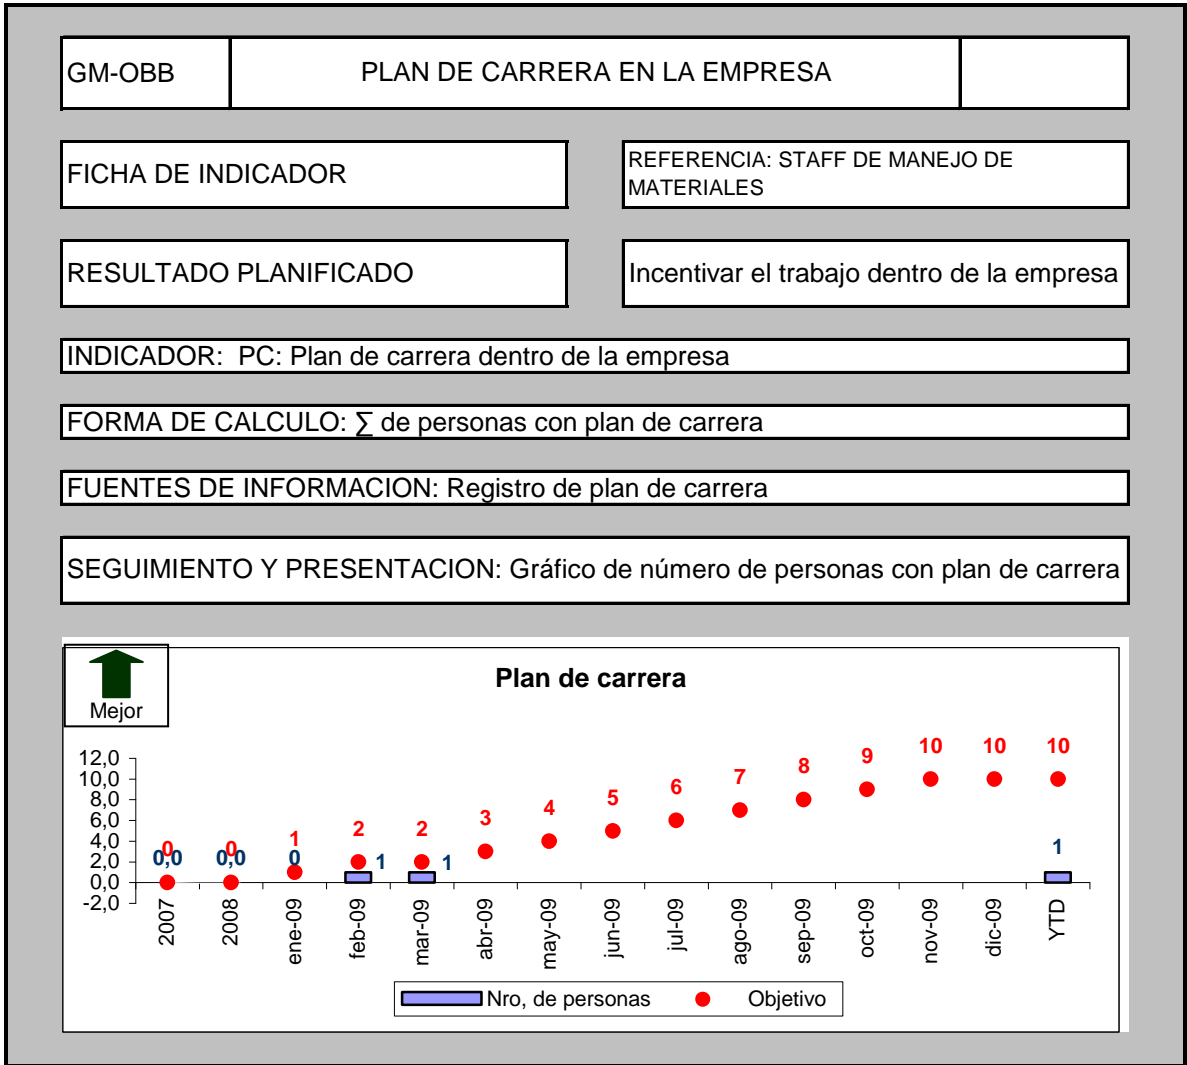 GM-OBB
PLAN DE CARRERA EN LA EMPRESA
FICHA DE INDICADOR
REFERENCIA: STAFF DE MANEJO DE
MATERIALES
RESULTADO PLANIFICADO
Incentivar el trabajo dentro de la empresa
INDICADOR:  PC: Plan de carrera dentro de la empresa
FORMA DE CALCULO: ∑ de personas con plan de carrera
FUENTES DE INFORMACION: Registro de plan de carrera
SEGUIMIENTO Y PRESENTACION: Gráfico de número de personas con plan de carrera
Mejor
Plan de carrera
12,0
10,0
8,0
6,0
4,0
2,0
0,0
-2,0
0 0 1 2 2 3 4 5 6 7 8 9 10 10 10
0,0 0,0 0 1 1 1
2007 2008 ene-09 feb-09 mar-09 abr-09 may-09 jun-09 jul-09 ago-09 sep-09 oct-09 nov-09 dic-09 YTD
Nro, de personas Objetivo